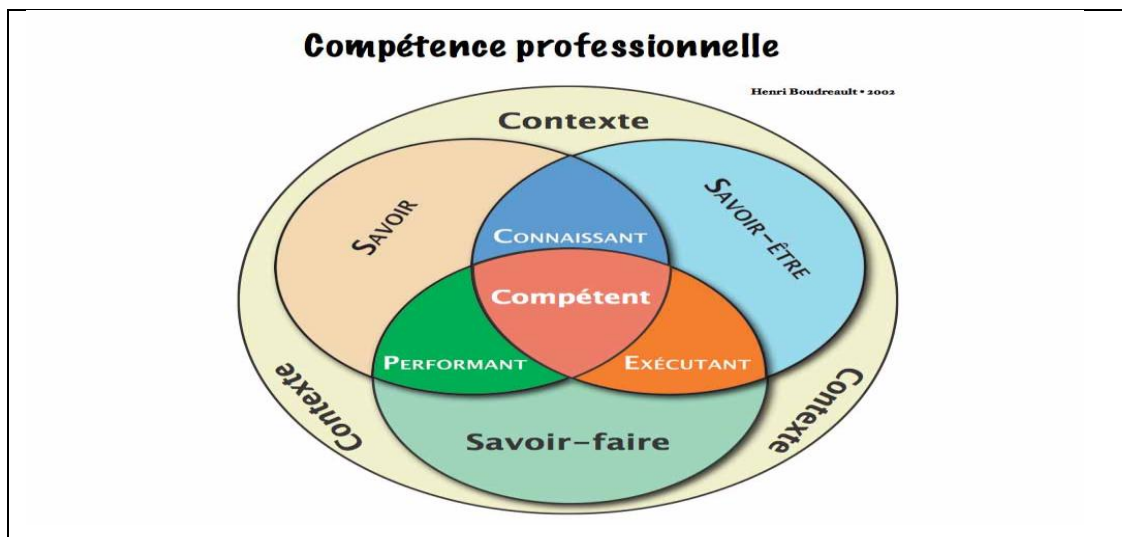 Compétence professionnelle
Henri Boudreault • 2002
Contexte
SAVOIR
SAVOIR-ÊTRE
CONNAISSANT
Compétent
PERFORMANT
EXÉCUTANT
Contexte
Contexte
Savoir-faire